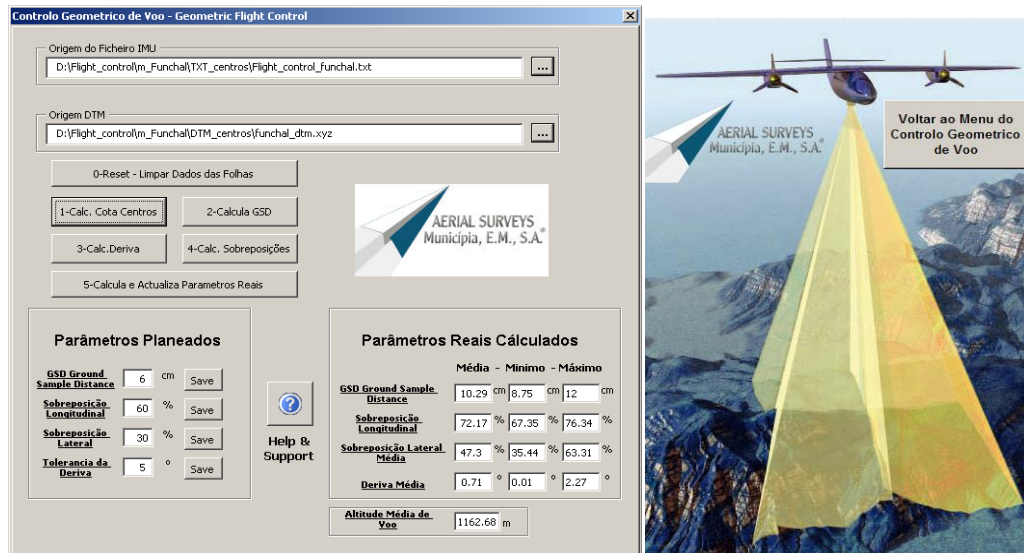 Controlo Geometrico de Voo - Geometric Flight Control
Origem do Ficheiro IMU
D:\Flight_control\m_Funchal\TXT_centros\Flight_control_funchal.txt
...
Origem DTM
D:\Flight_control\m_Funchal\DTM_centros\funchal_dtm.xyz
...
0-Reset - Limpar Dados das Folhas
1-Calc. Cota Centros
2-Calcula GSD
3-Calc.Deriva
4-Calc. Sobreposições
5-Calcula e Actualiza Parametros Reais
AERIAL SURVEYS
Municípia, E.M., S.A.®
Parâmetros Planeados
GSD Ground
Sample Distance
6 cm Save
Sobreposição
Longitudinal
60 % Save
Sobreposição
Lateral
30 % Save
Tolerancia da
Deriva
5 º Save
Help &
Support
Parâmetros Reais Cálculados
Média - Minimo - Máximo
GSD Ground Sample
Distance
10.29 cm 8.75 cm 12 cm
Sobreposição
Longitudinal
72.17 % 67.35 % 76.34 %
Sobreposição Lateral
Média
47.3 % 35.44 % 63.31 %
Deriva Média
0.71 º 0.01 º 2.27 º
Altitude Média de
Voo
1162.68 m
AERIAL SURVEYS
Municípia, E.M., S.A.®
Voltar ao Menu do
Controlo Geometrico
de Voo